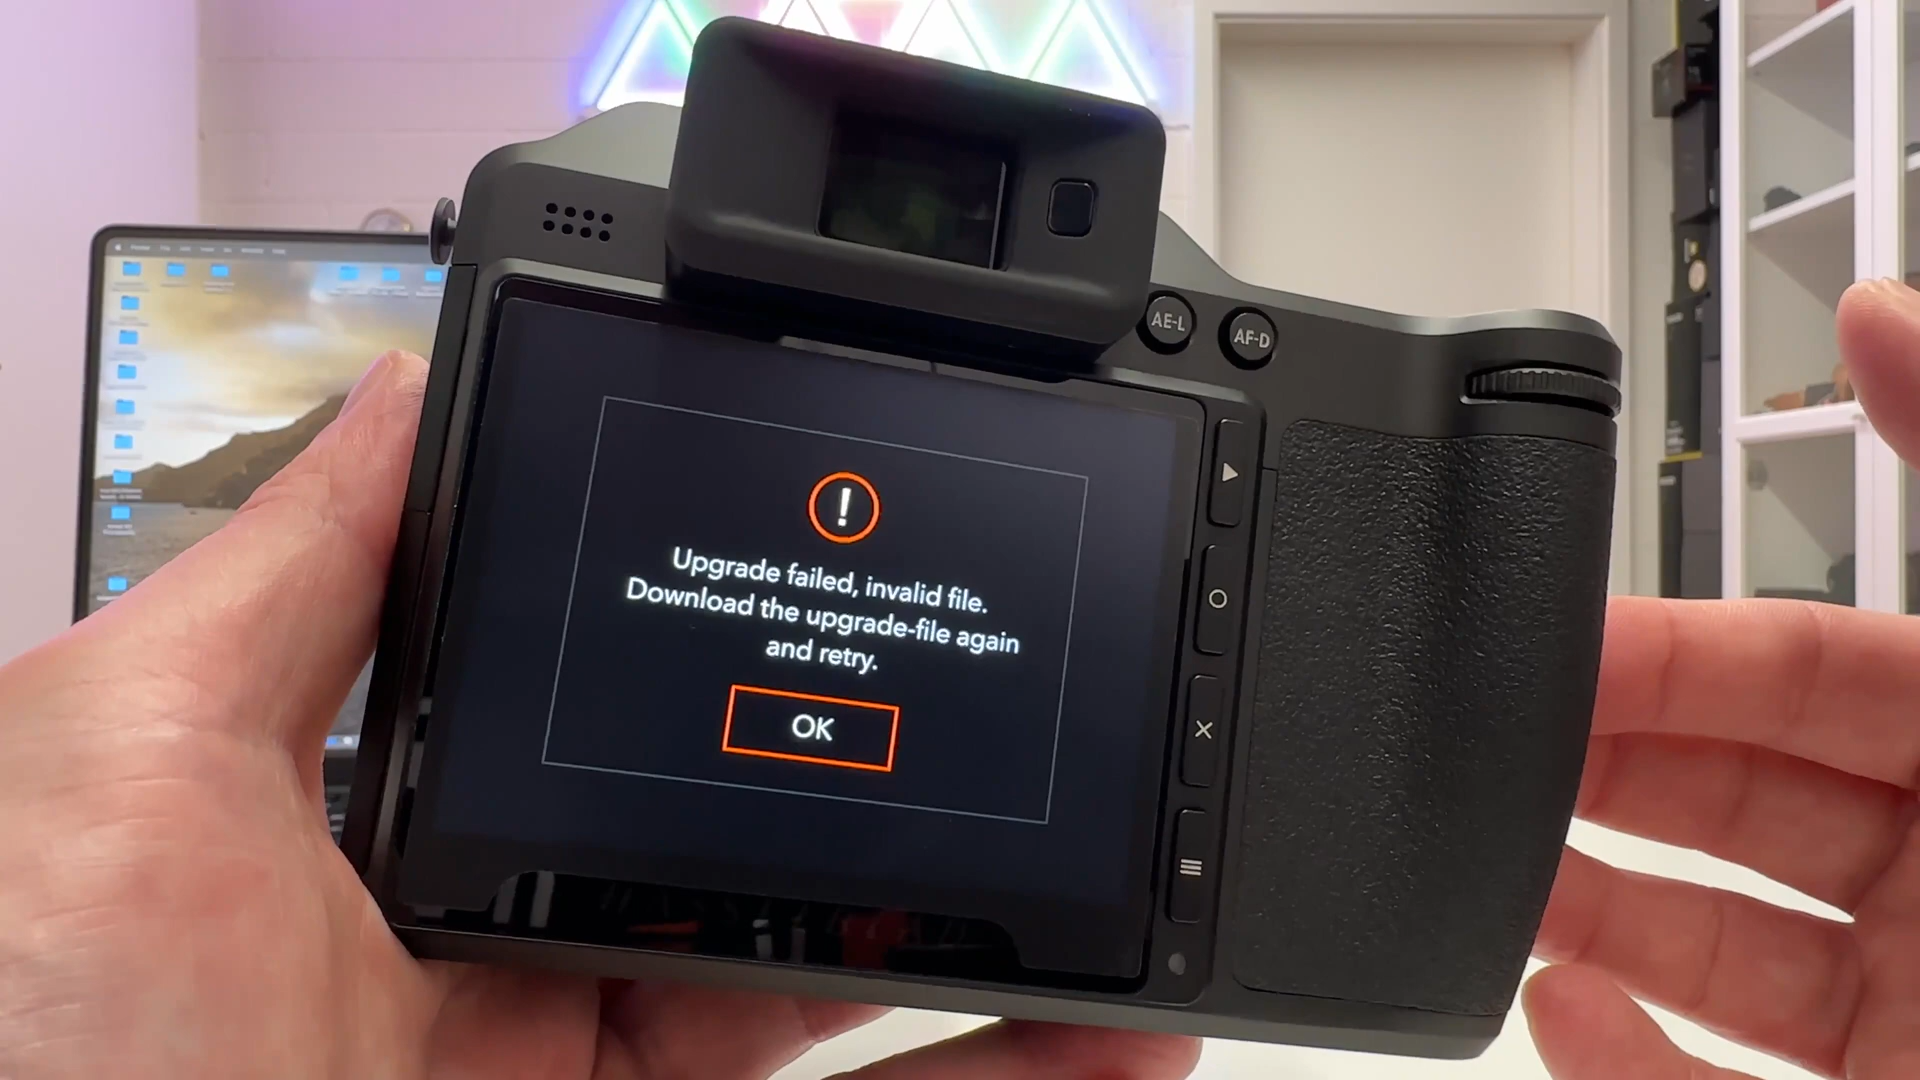 AE-L
AF-D
!
Upgrade failed, invalid file.
Download the upgrade-file again
and retry.
OK